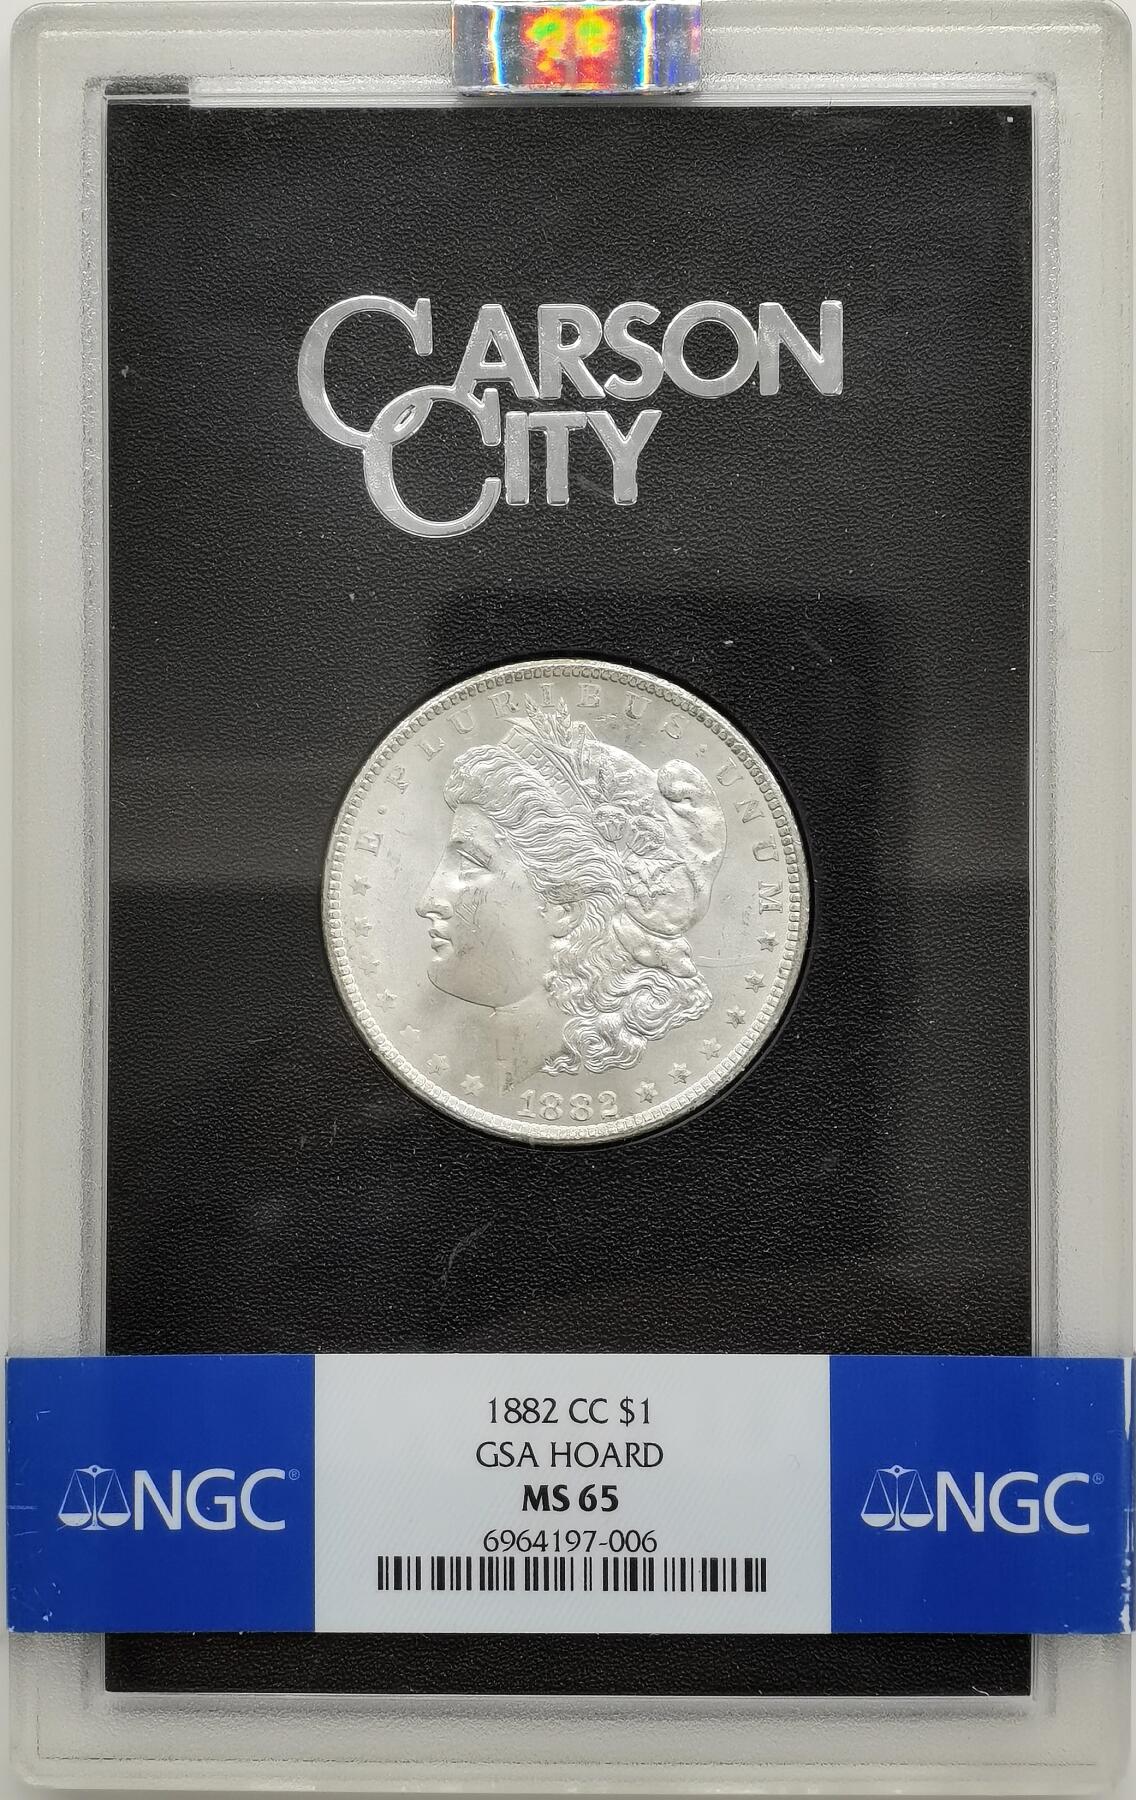 CARSON
CITY
E · PLURIBUS · UNUM
LIBERTY
1882
1882 CC $1
GSA HOARD
MS 65
6964197-006
NGC®
NGC®